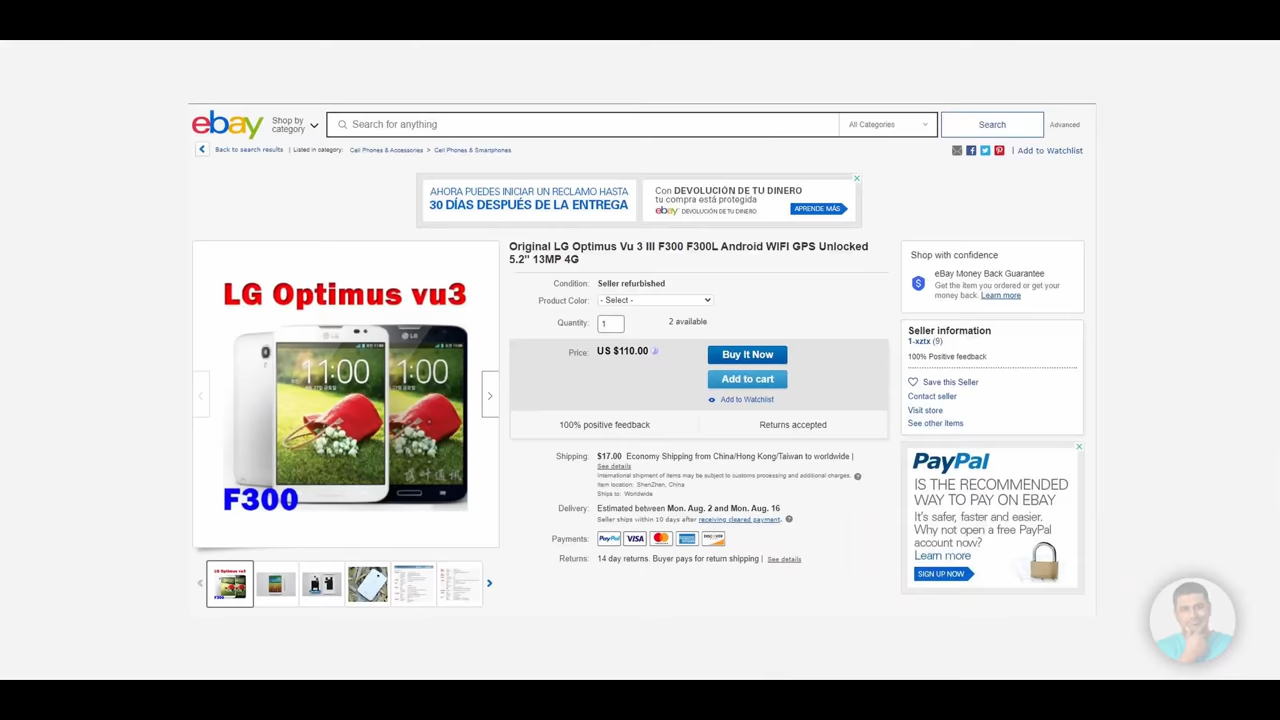 ebay
Shop by
category
Search for anything
All Categories
Search
Advanced
Back to search results | Listed in category: Cell Phones & Accessories > Cell Phones & Smartphones
| Add to Watchlist
AHORA PUEDES INICIAR UN RECLAMO HASTA
30 DÍAS DESPUÉS DE LA ENTREGA
Con DEVOLUCIÓN DE TU DINERO
tu compra está protegida
ebay DEVOLUCIÓN DE TU DINERO
APRENDE MÁS
LG Optimus vu3
F300
Original LG Optimus Vu 3 III F300 F300L Android WIFI GPS Unlocked
5.2" 13MP 4G
Condition: Seller refurbished
Product Color: - Select -
Quantity: 1 2 available
Price: US $110.00
Buy It Now
Add to cart
Add to Watchlist
100% positive feedback Returns accepted
Shipping: $17.00 Economy Shipping from China/Hong Kong/Taiwan to worldwide |
See details
International shipment of items may be subject to customs processing and additional charges.
Item location: ShenZhen, China
Ships to: Worldwide
Delivery: Estimated between Mon. Aug. 2 and Mon. Aug. 16
Seller ships within 10 days after receiving cleared payment.
Payments: PayPal VISA
Returns: 14 day returns. Buyer pays for return shipping | See details
Shop with confidence
eBay Money Back Guarantee
Get the item you ordered or get your
money back. Learn more
Seller information
1-xztx (9)
100% Positive feedback
Save this Seller
Contact seller
Visit store
See other items
PayPal
IS THE RECOMMENDED
WAY TO PAY ON EBAY
It's safer, faster and easier.
Why not open a free PayPal
account now?
Learn more
SIGN UP NOW